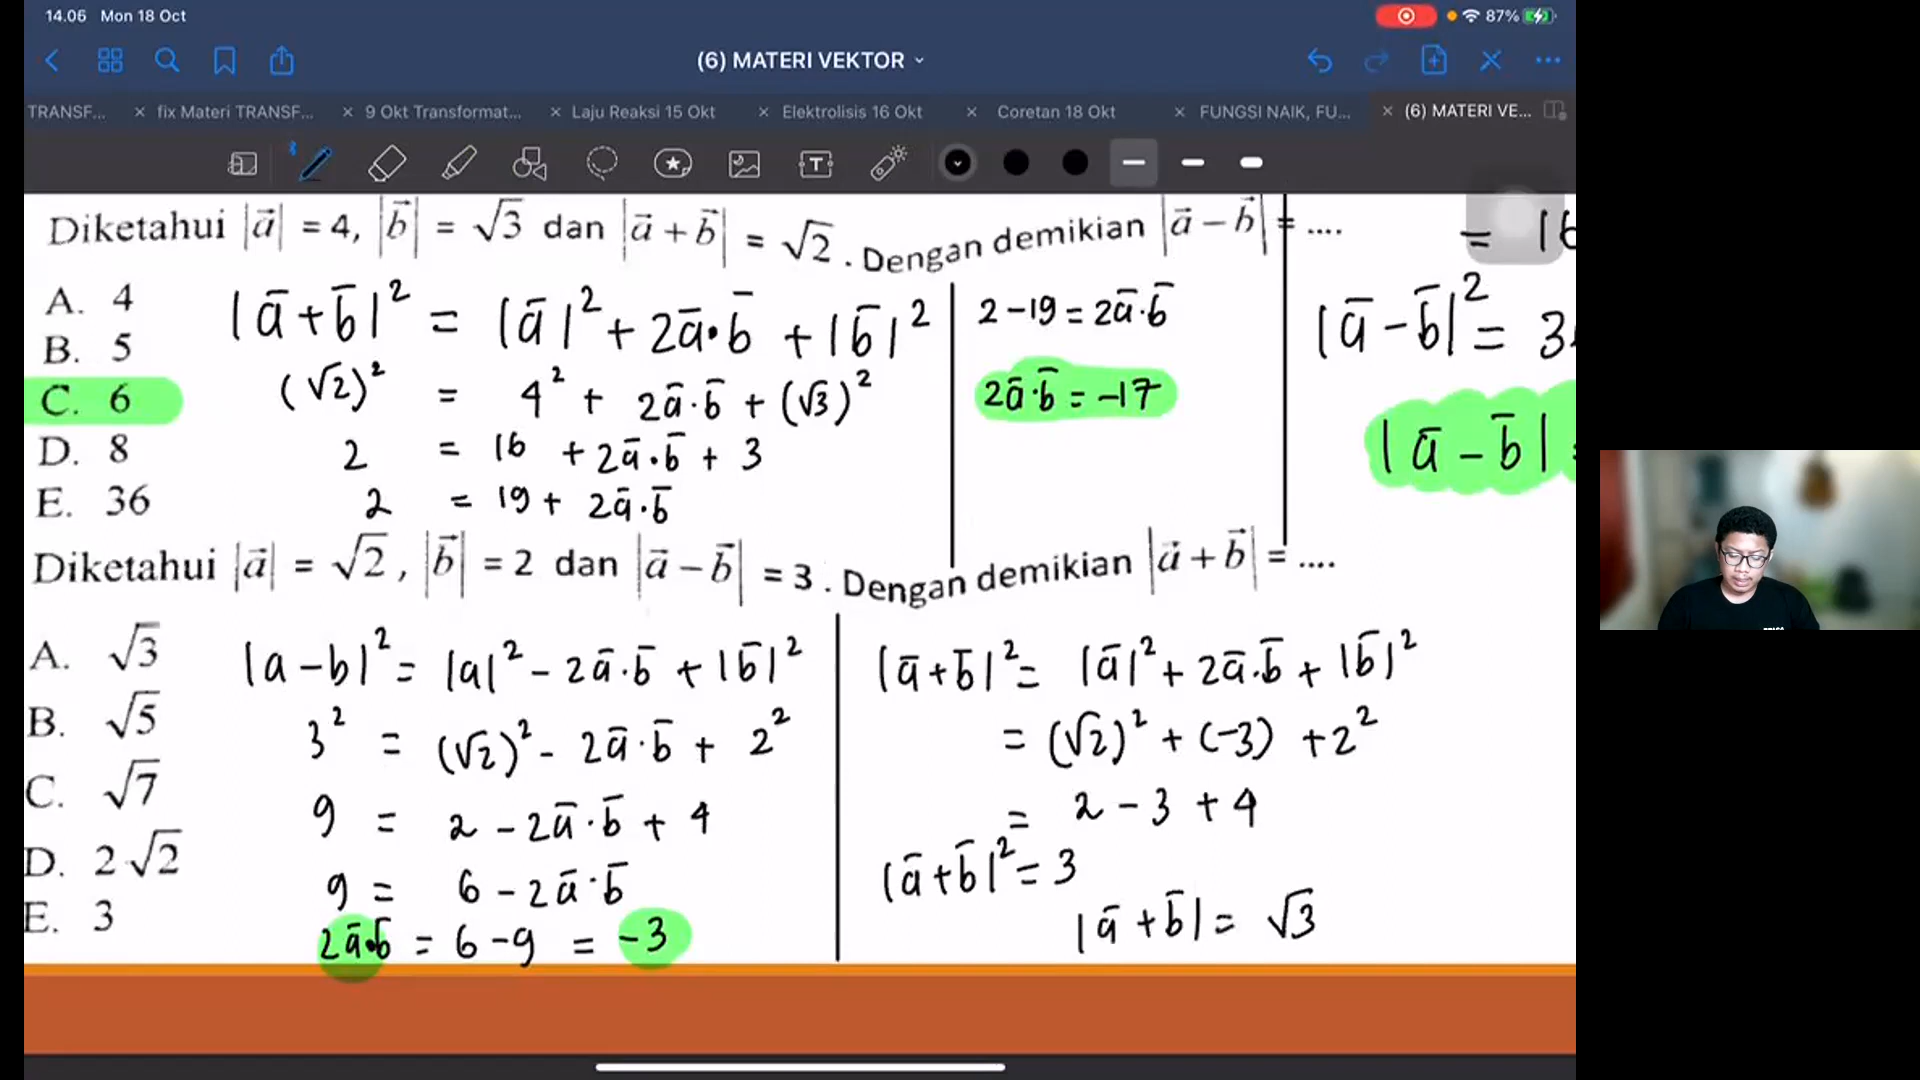 14.06 Mon 18 Oct
87%
(6) MATERI VEKTOR
TRANSF...
fix Materi TRANSF...
9 Okt Transformat...
Laju Reaksi 15 Okt
Elektrolisis 16 Okt
Coretan 18 Okt
FUNGSI NAIK, FU...
(6) MATERI VE...
Diketahui |a⃗| = 4, |b⃗| = √3 dan |a⃗ + b⃗| = √2 . Dengan demikian |a⃗ − b⃗| = ....
A. 4
B. 5
C. 6
D. 8
E. 36
|a̅ + b̅|² = |a̅|² + 2a̅·b̅ + |b̅|²
(√2)² = 4² + 2a̅·b̅ + (√3)²
2 = 16 + 2a̅·b̅ + 3
2 = 19 + 2a̅·b̅
2 − 19 = 2a̅·b̅
2a̅·b̅ = −17
|a̅ − b̅|² = 3
|a̅ − b̅| =
Diketahui |a⃗| = √2 , |b⃗| = 2 dan |a⃗ − b⃗| = 3 . Dengan demikian |a⃗ + b⃗| = ....
A. √3
B. √5
C. √7
D. 2√2
E. 3
|a − b|² = |a|² − 2a̅·b̅ + |b̅|²
3² = (√2)² − 2a̅·b̅ + 2²
9 = 2 − 2a̅·b̅ + 4
9 = 6 − 2a̅·b̅
2a̅·b̅ = 6 − 9 = −3
|a̅ + b̅|² = |a̅|² + 2a̅·b̅ + |b̅|²
= (√2)² + (−3) + 2²
= 2 − 3 + 4
|a̅ + b̅|² = 3
|a̅ + b̅| = √3